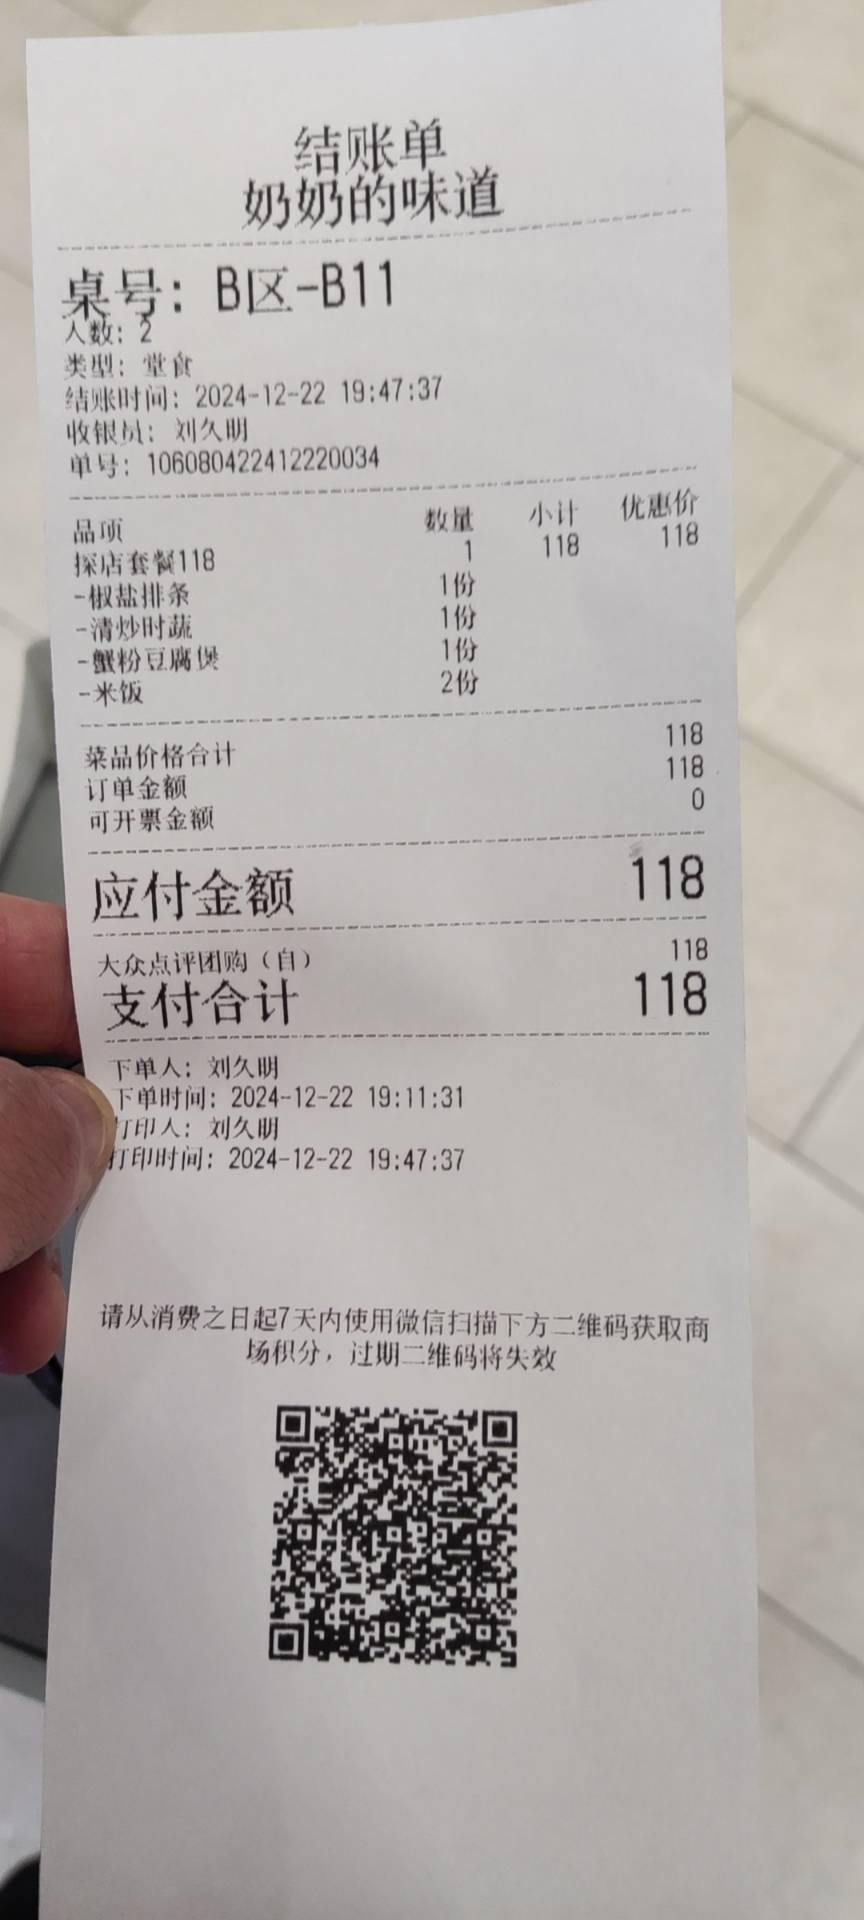 结账单
奶奶的味道
桌号: B区-B11
人数: 2
类型: 堂食
结账时间: 2024-12-22 19:47:37
收银员: 刘久明
单号: 106080422412220034
品项 数量 小计 优惠价
探店套餐118 1 118 118
-椒盐排条 1份
-清炒时蔬 1份
-蟹粉豆腐煲 1份
-米饭 2份
菜品价格合计 118
订单金额 118
可开票金额 0
应付金额 118
大众点评团购（自） 118
支付合计 118
下单人: 刘久明
下单时间: 2024-12-22 19:11:31
打印人: 刘久明
打印时间: 2024-12-22 19:47:37
请从消费之日起7天内使用微信扫描下方二维码获取商
场积分，过期二维码将失效